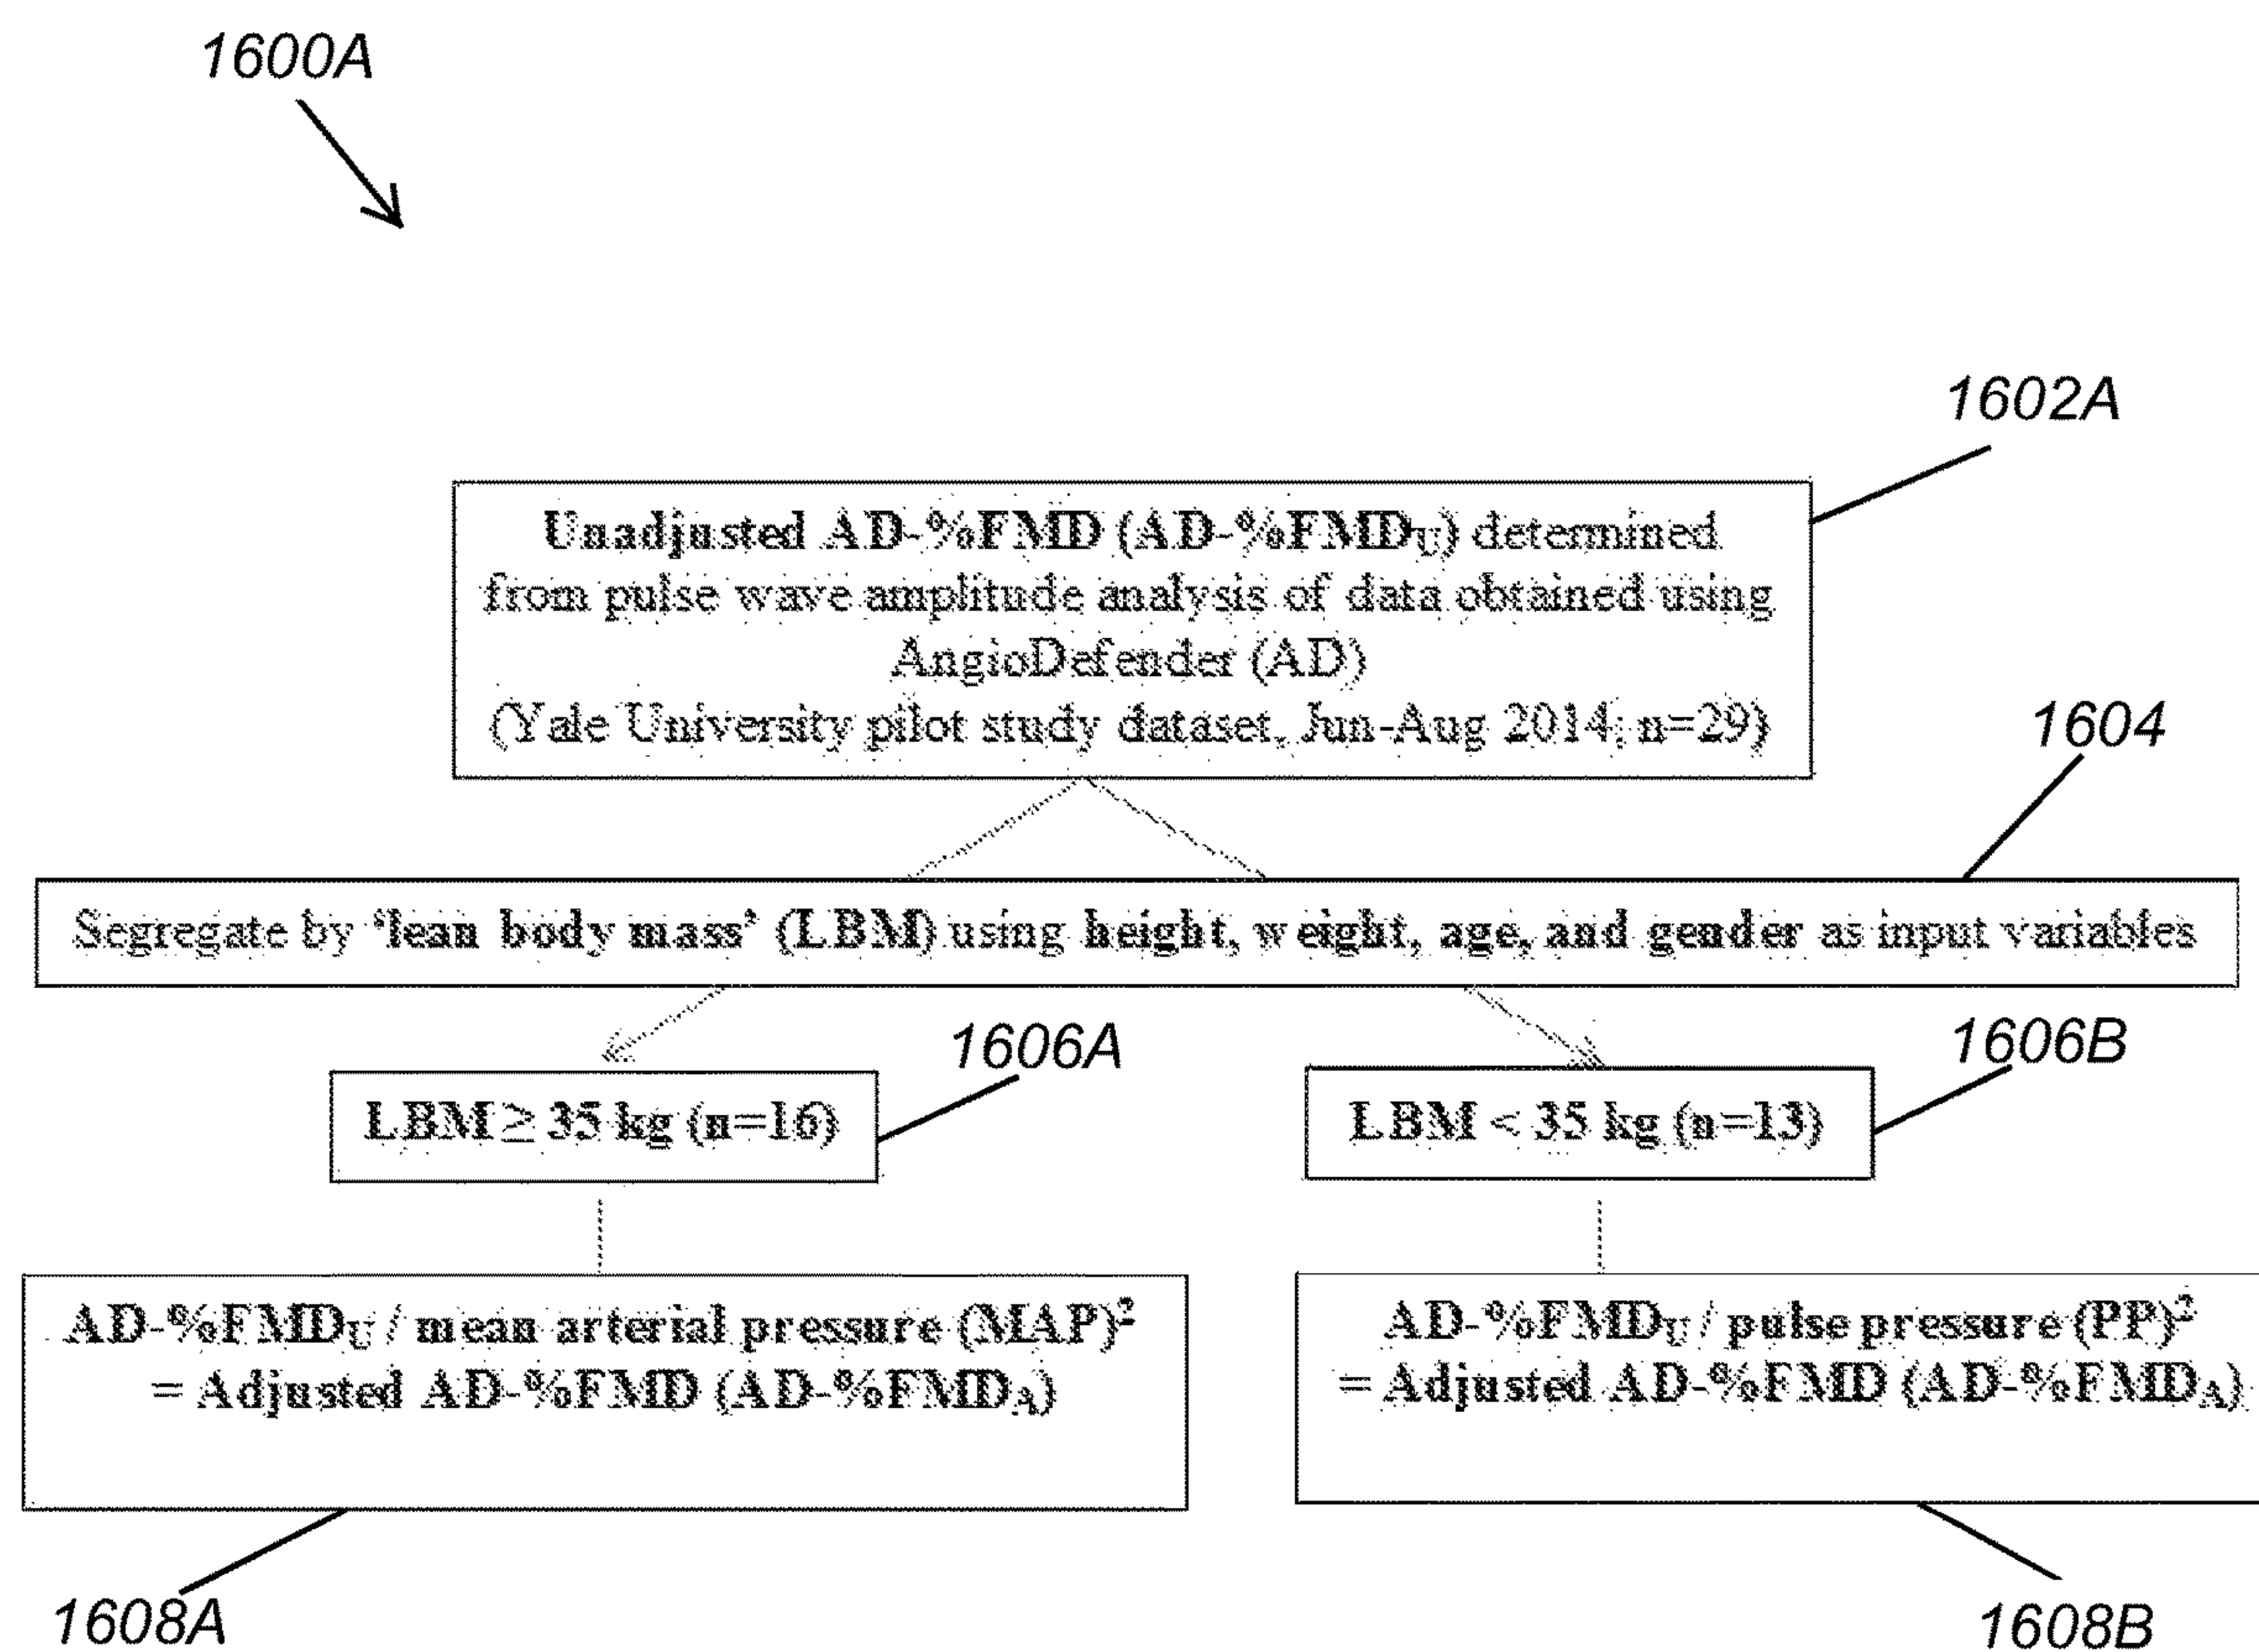 1600A
1602A
Unadjusted AD-%FMD (AD-%FMDU) determined
from pulse wave amplitude analysis of data obtained using
AngioDefender (AD)
(Yale University pilot study dataset, Jun-Aug 2014; n=29)
1604
Segregate by ‘lean body mass’ (LBM) using height, weight, age, and gender as input variables
1606A
1606B
LBM ≥ 35 kg (n=16)
LBM < 35 kg (n=13)
AD-%FMDU / mean arterial pressure (MAP)²
= Adjusted AD-%FMD (AD-%FMDA)
AD-%FMDU / pulse pressure (PP)²
= Adjusted AD-%FMD (AD-%FMDA)
1608A
1608B